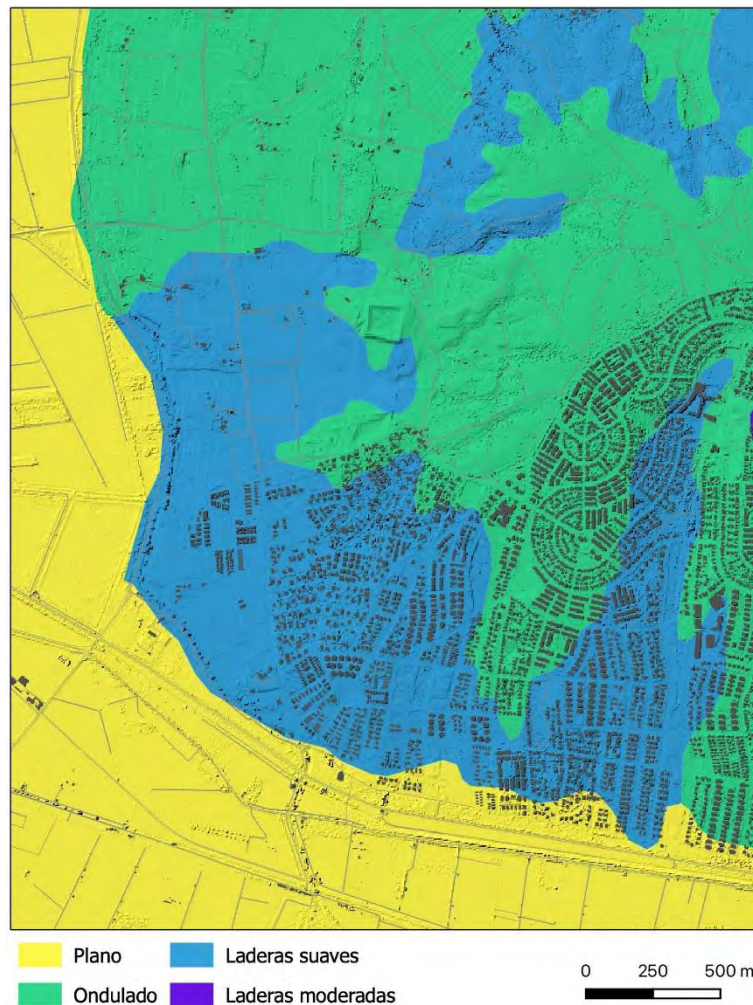 Plano
Laderas suaves
Ondulado
Laderas moderadas
0 250 500 m